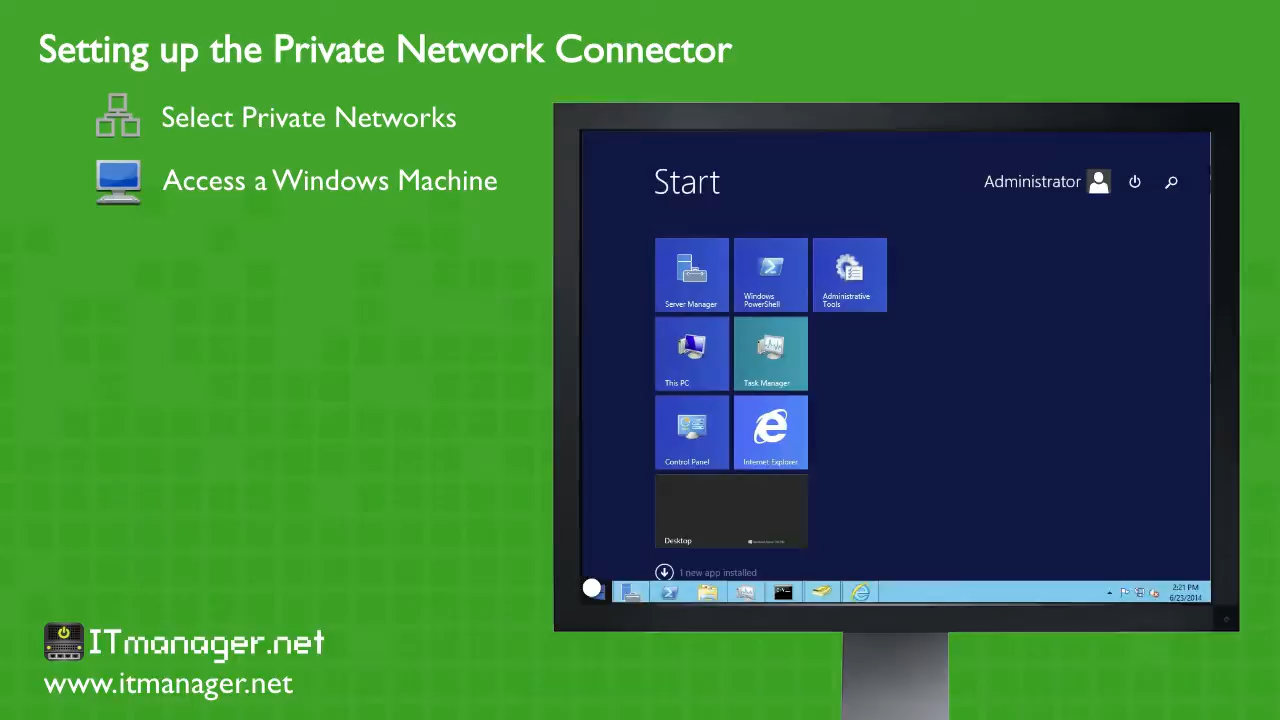 Setting up the Private Network Connector
Select Private Networks
Access a Windows Machine
Start
Administrator
Server Manager
Windows PowerShell
Administrative Tools
This PC
Task Manager
Control Panel
Internet Explorer
Desktop
1 new app installed
2:21 PM
6/23/2014
ITmanager.net
www.itmanager.net